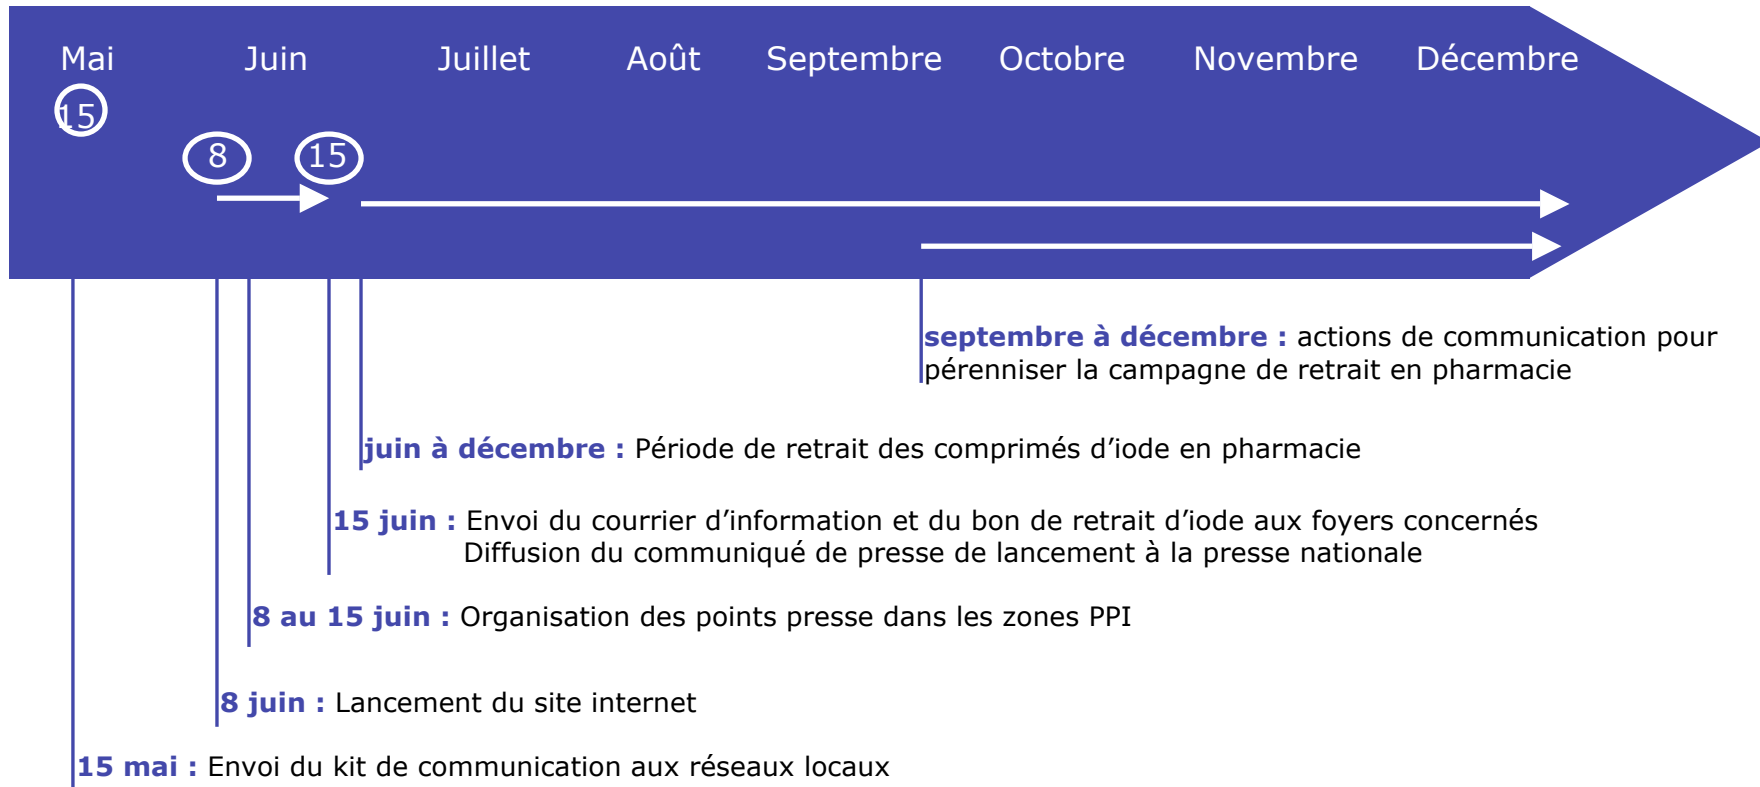 Mai Juin Juillet Août Septembre Octobre Novembre Décembre
15
8 15
septembre à décembre : actions de communication pour
pérenniser la campagne de retrait en pharmacie
juin à décembre : Période de retrait des comprimés d’iode en pharmacie
15 juin : Envoi du courrier d’information et du bon de retrait d’iode aux foyers concernés
Diffusion du communiqué de presse de lancement à la presse nationale
8 au 15 juin : Organisation des points presse dans les zones PPI
8 juin : Lancement du site internet
15 mai : Envoi du kit de communication aux réseaux locaux